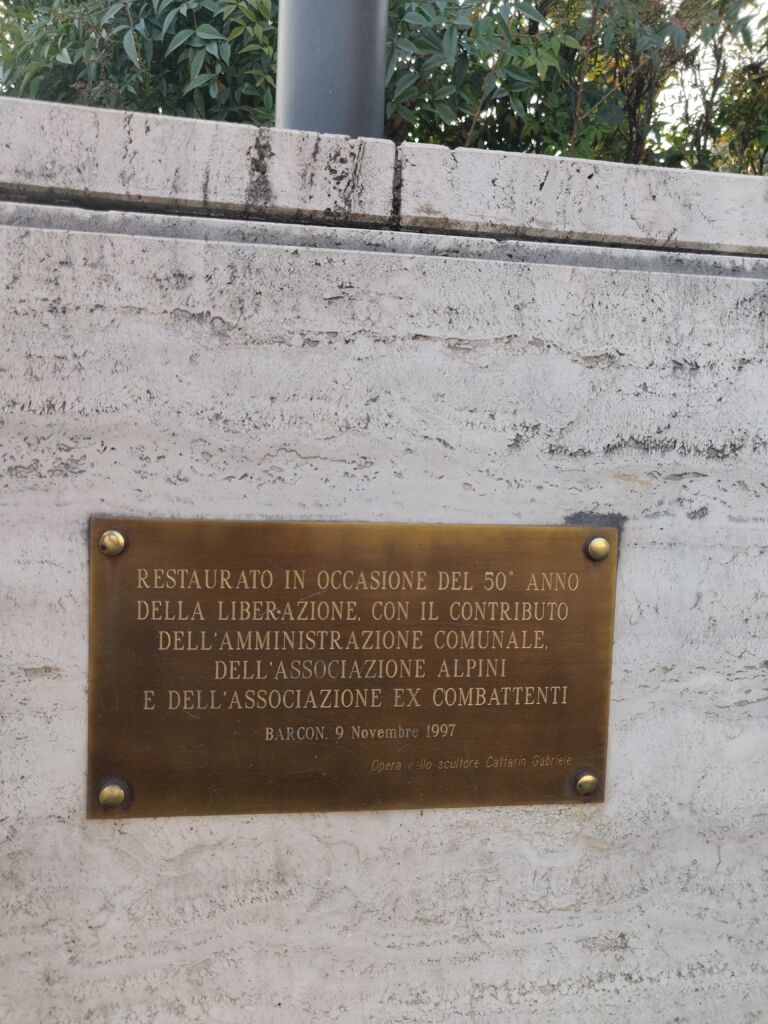 RESTAURATO IN OCCASIONE DEL 50° ANNO
DELLA LIBERAZIONE, CON IL CONTRIBUTO
DELL'AMMINISTRAZIONE COMUNALE,
DELL'ASSOCIAZIONE ALPINI
E DELL'ASSOCIAZIONE EX COMBATTENTI
BARCON, 9 Novembre 1997
Opera dello scultore Cattarin Gabriele